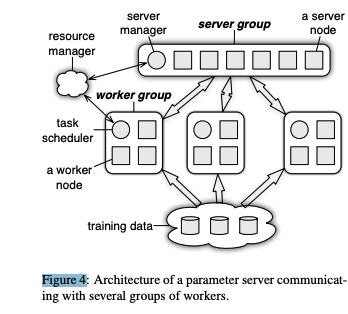 server
manager
server group
a server
node
resource
manager
worker group
task
scheduler
a worker
node
training data
Figure 4: Architecture of a parameter server communicat-
ing with several groups of workers.